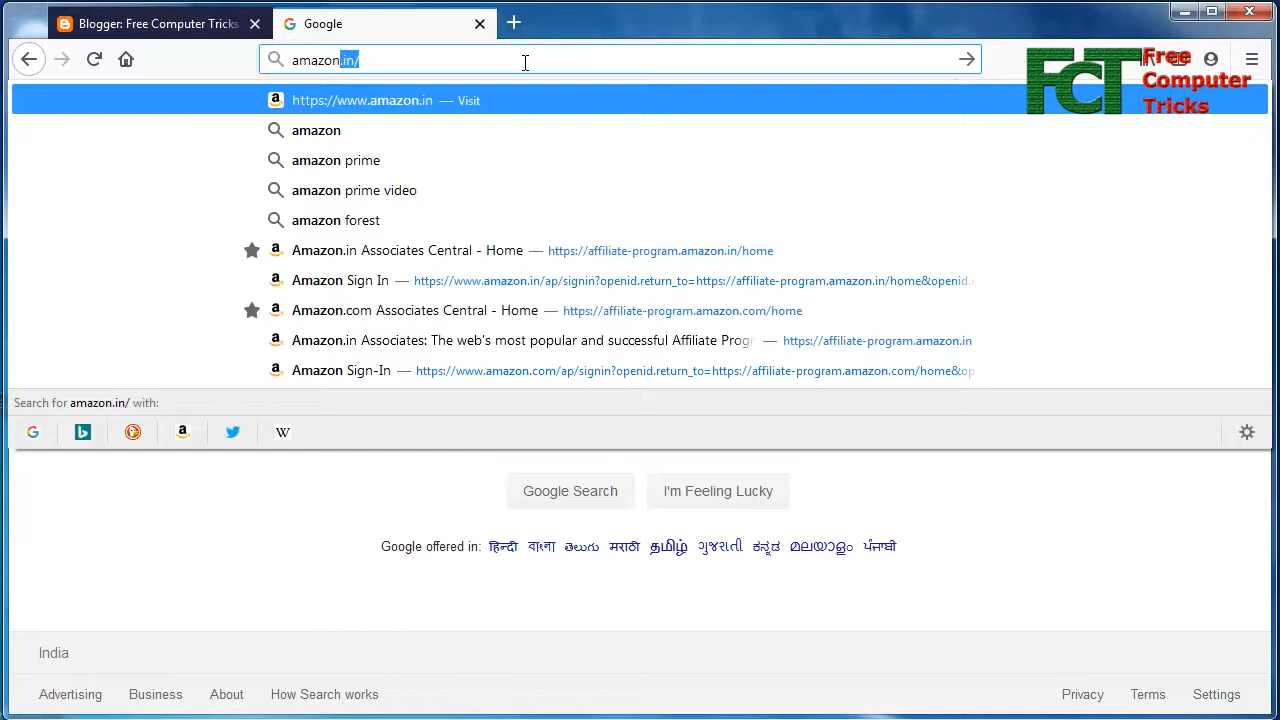 Blogger: Free Computer Tricks
Google
amazon.in/
Free
Computer
Tricks
FCT
https://www.amazon.in — Visit
amazon
amazon prime
amazon prime video
amazon forest
Amazon.in Associates Central - Home — https://affiliate-program.amazon.in/home
Amazon Sign In — https://www.amazon.in/ap/signin?openid.return_to=https://affiliate-program.amazon.in/home&openid.
Amazon.com Associates Central - Home — https://affiliate-program.amazon.com/home
Amazon.in Associates: The web's most popular and successful Affiliate Progr — https://affiliate-program.amazon.in
Amazon Sign-In — https://www.amazon.com/ap/signin?openid.return_to=https://affiliate-program.amazon.com/home&op
Search for amazon.in/ with:
Google Search
I'm Feeling Lucky
Google offered in: हिन्दी বাংলা తెలుగు मराठी தமிழ் ગુજરાતી ಕನ್ನಡ മലയാളം ਪੰਜਾਬੀ
India
Advertising Business About How Search works Privacy Terms Settings